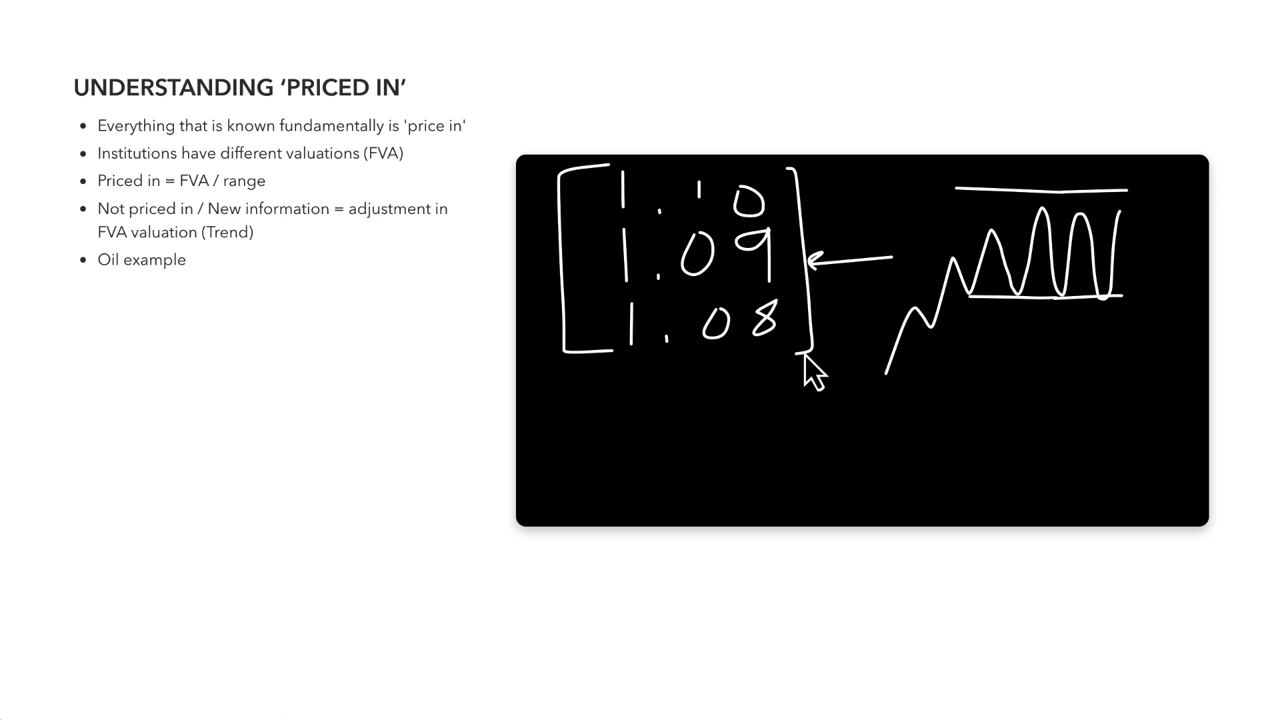 UNDERSTANDING ‘PRICED IN’
• Everything that is known fundamentally is 'price in'
• Institutions have different valuations (FVA)
• Priced in = FVA / range
• Not priced in / New information = adjustment in
FVA valuation (Trend)
• Oil example
1.10
1.09
1.08